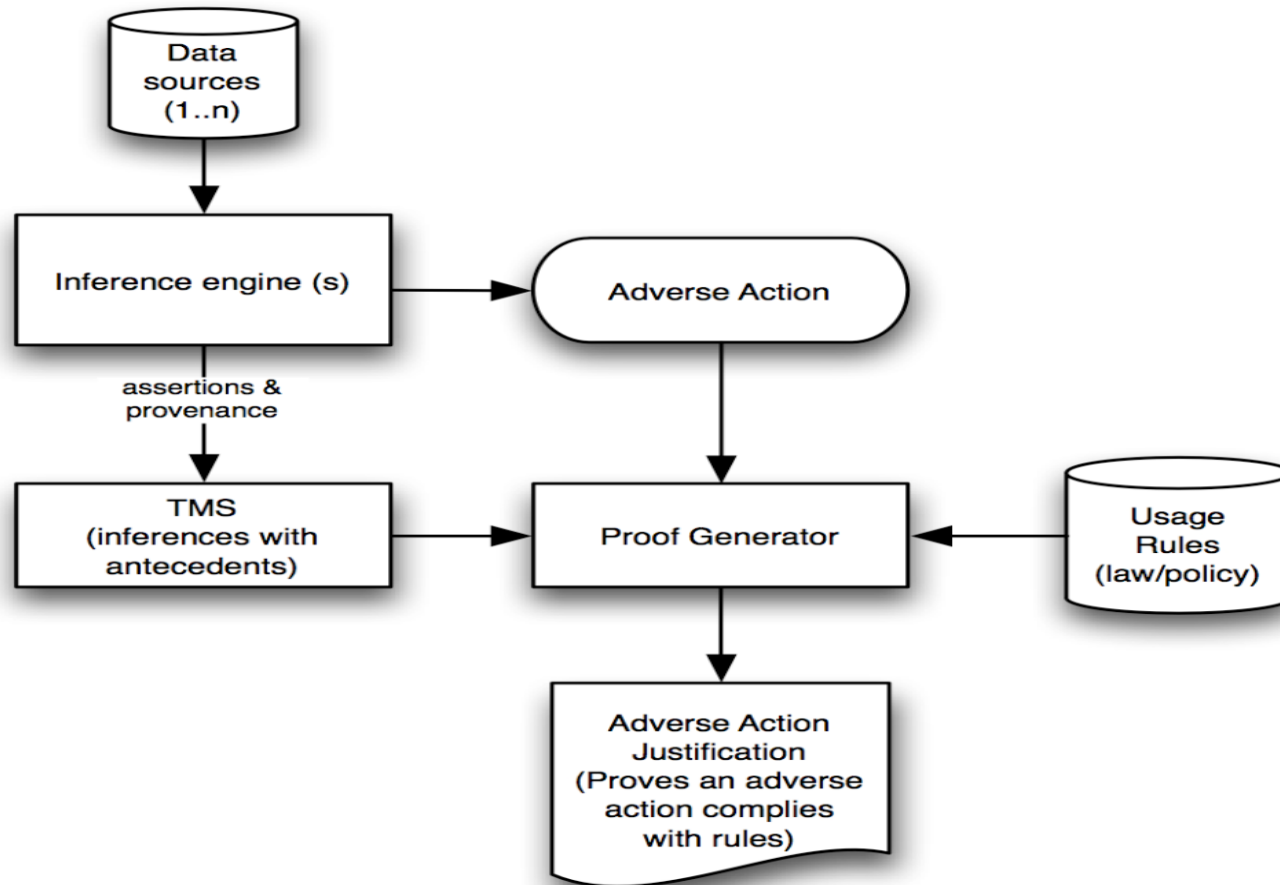 Data
sources
(1..n)
Inference engine (s)
Adverse Action
assertions &
provenance
TMS
(inferences with
antecedents)
Proof Generator
Usage
Rules
(law/policy)
Adverse Action
Justification
(Proves an adverse
action complies
with rules)